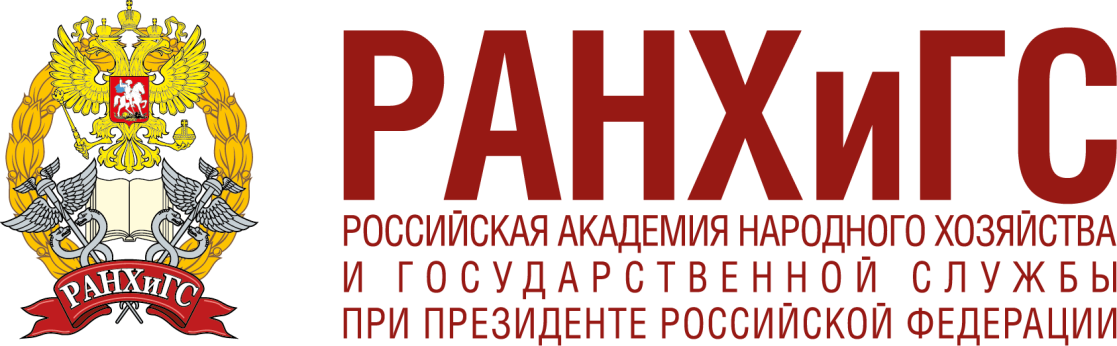 РАНХиГС
РАНХиГС
РОССИЙСКАЯ АКАДЕМИЯ НАРОДНОГО ХОЗЯЙСТВА
И ГОСУДАРСТВЕННОЙ СЛУЖБЫ
ПРИ ПРЕЗИДЕНТЕ РОССИЙСКОЙ ФЕДЕРАЦИИ